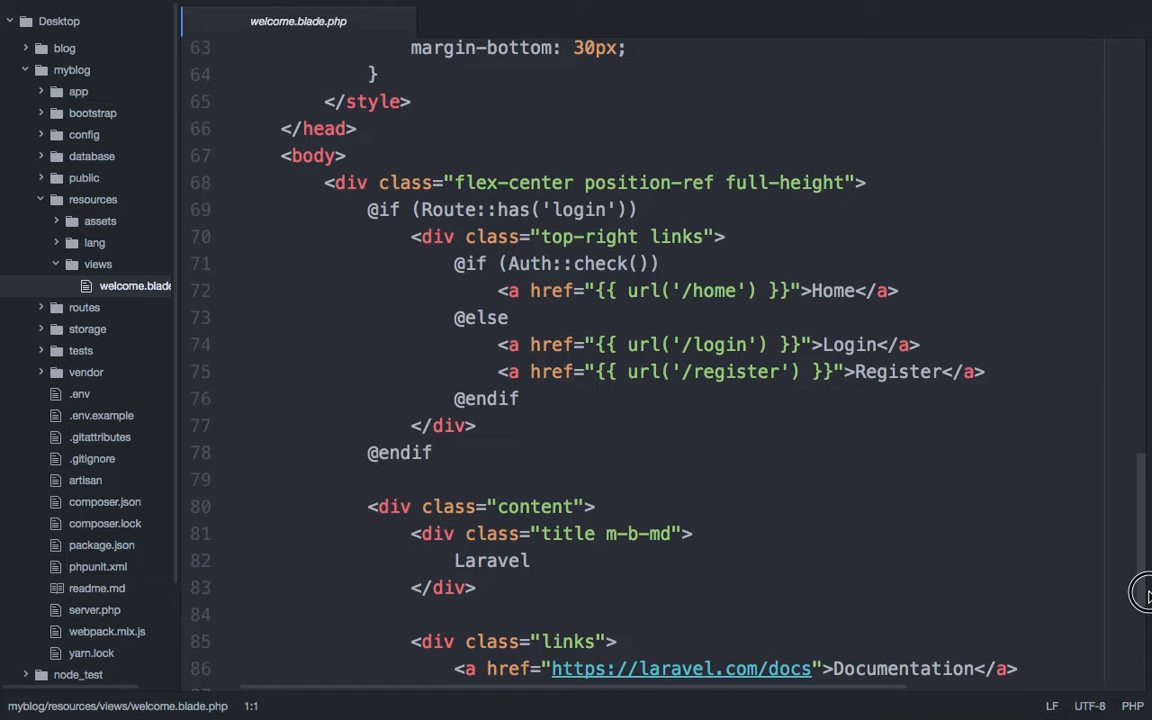 Desktop
blog
myblog
app
bootstrap
config
database
public
resources
assets
lang
views
welcome.blade
routes
storage
tests
vendor
.env
.env.example
.gitattributes
.gitignore
artisan
composer.json
composer.lock
package.json
phpunit.xml
readme.md
server.php
webpack.mix.js
yarn.lock
node_test
welcome.blade.php
63 margin-bottom: 30px;
64 }
65 </style>
66 </head>
67 <body>
68 <div class="flex-center position-ref full-height">
69 @if (Route::has('login'))
70 <div class="top-right links">
71 @if (Auth::check())
72 <a href="{{ url('/home') }}">Home</a>
73 @else
74 <a href="{{ url('/login') }}">Login</a>
75 <a href="{{ url('/register') }}">Register</a>
76 @endif
77 </div>
78 @endif
79
80 <div class="content">
81 <div class="title m-b-md">
82 Laravel
83 </div>
84
85 <div class="links">
86 <a href="https://laravel.com/docs">Documentation</a>
myblog/resources/views/welcome.blade.php 1:1 LF UTF-8 PHP